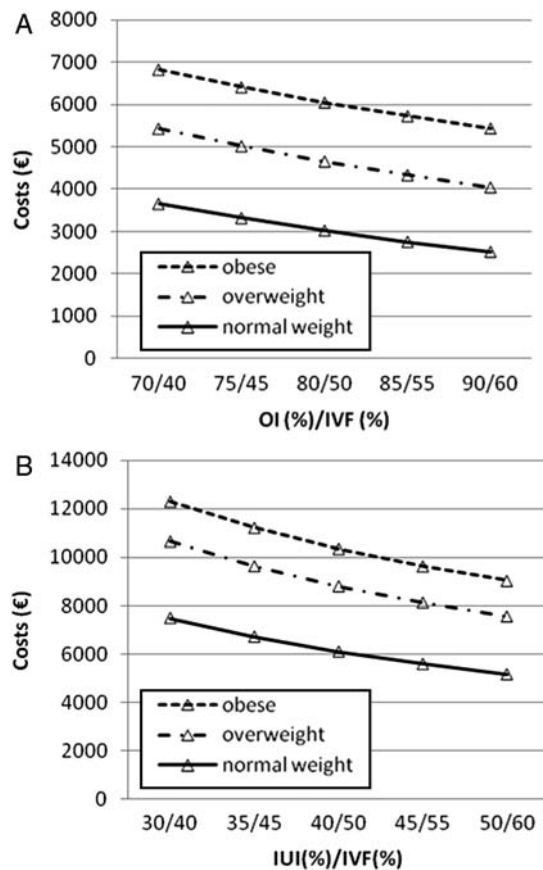 A
8000
7000
6000
5000
4000
3000
2000
1000
0
Costs (€)
obese
overweight
normal weight
70/40 75/45 80/50 85/55 90/60
OI (%)/IVF (%)
B
14000
12000
10000
8000
6000
4000
2000
0
Costs (€)
obese
overweight
normal weight
30/40 35/45 40/50 45/55 50/60
IUI(%)/IVF(%)